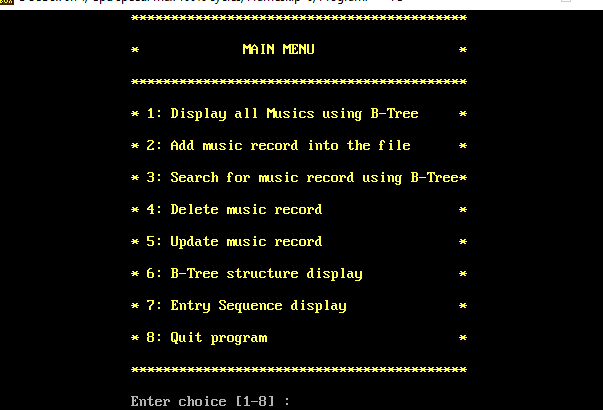 ******************************************
* MAIN MENU *
******************************************
* 1: Display all Musics using B-Tree *
* 2: Add music record into the file *
* 3: Search for music record using B-Tree*
* 4: Delete music record *
* 5: Update music record *
* 6: B-Tree structure display *
* 7: Entry Sequence display *
* 8: Quit program *
******************************************
Enter choice [1-8] :